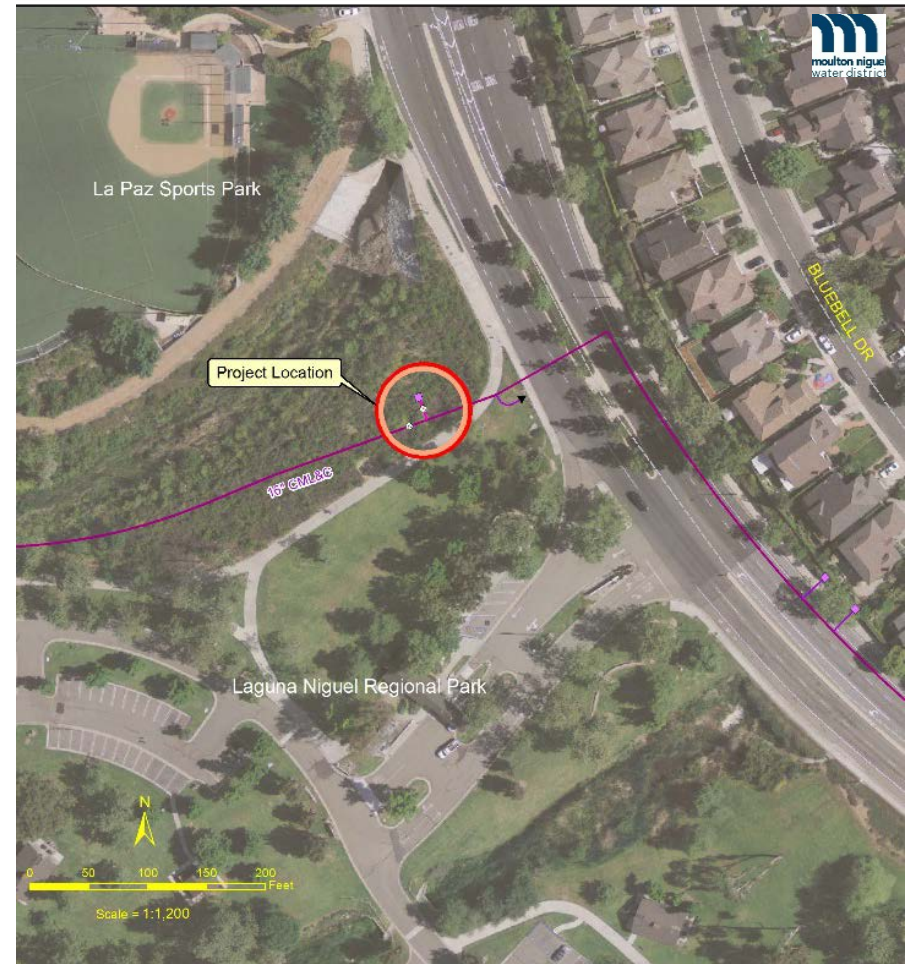 moulton niguel
water district
La Paz Sports Park
BLUEBELL DR
Project Location
16" CML&C
Laguna Niguel Regional Park
N
0 50 100 150 200
Feet
Scale = 1:1,200